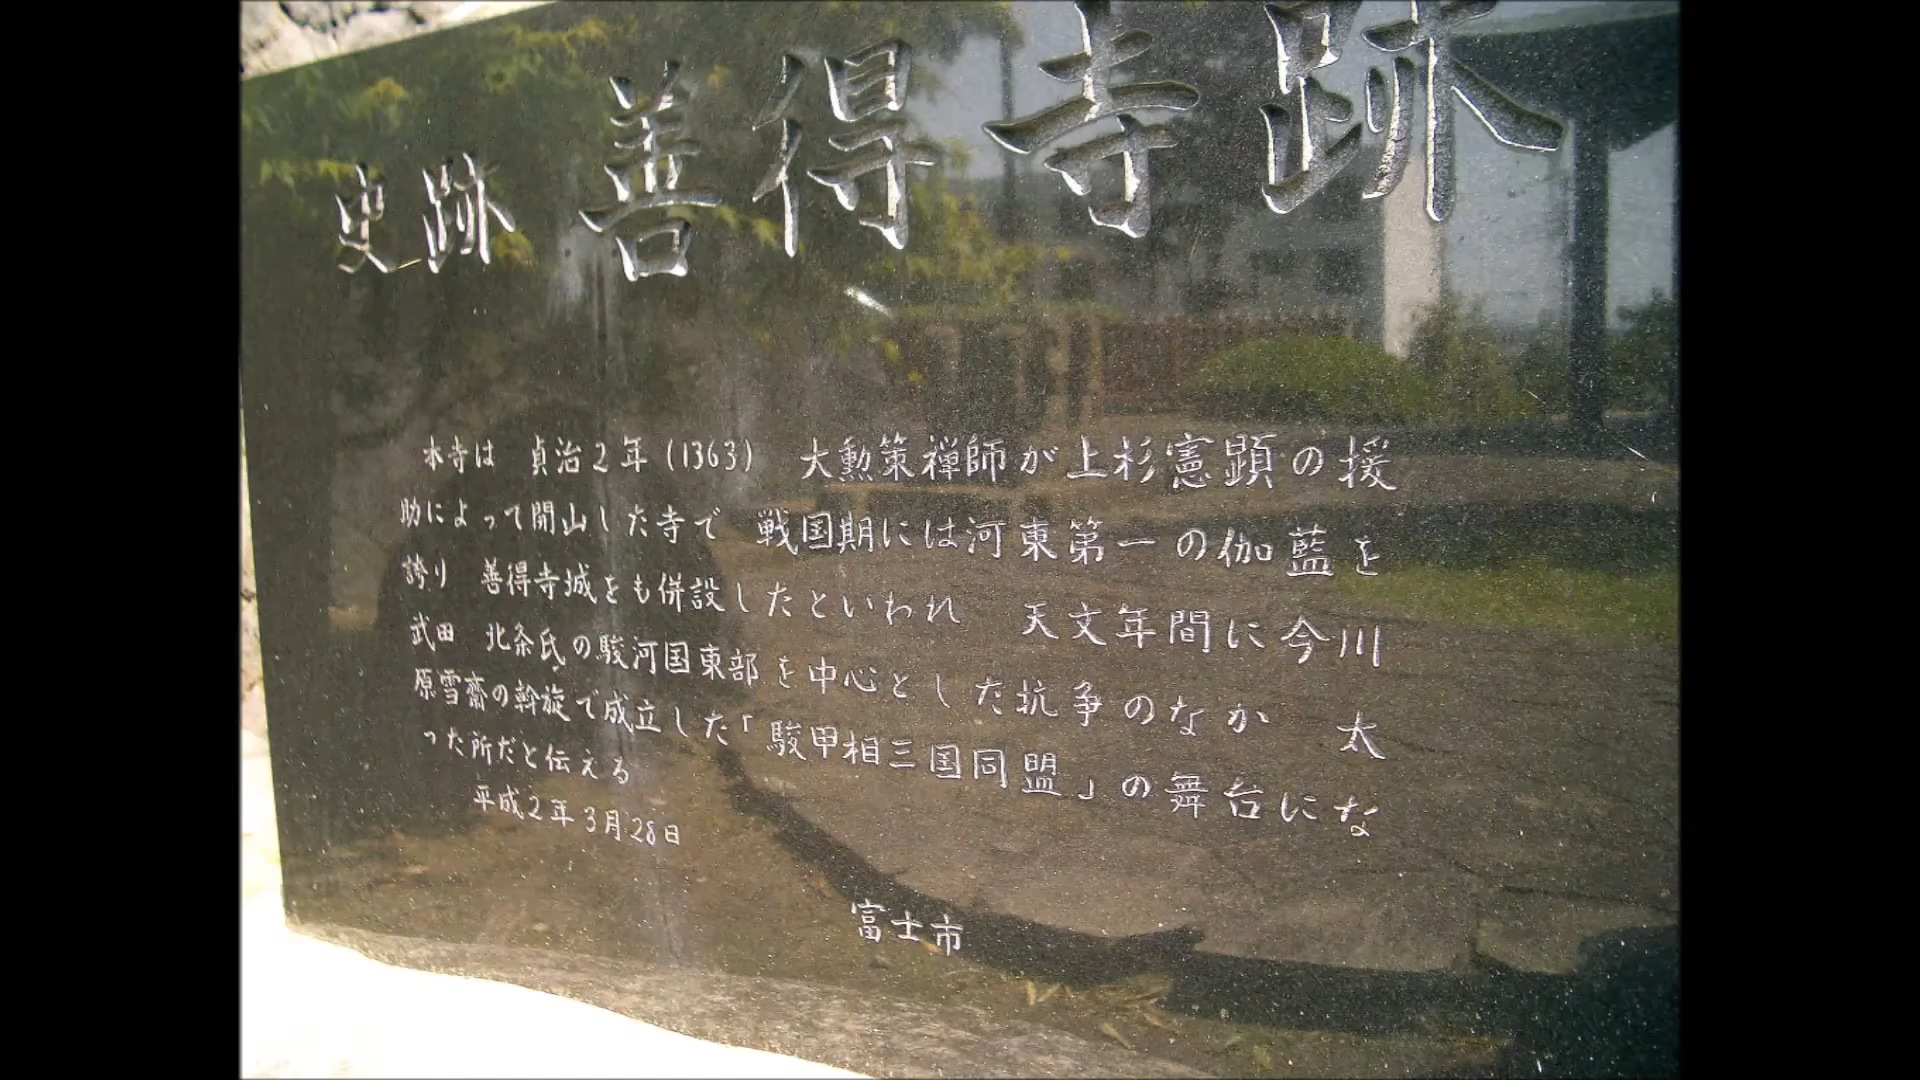 史跡 善得寺跡
本寺は 貞治2年(1363) 大勲策禅師が上杉憲顕の援
助によって開山した寺で 戦国期には河東第一の伽藍を
誇り 善得寺城をも併設したといわれ 天文年間に今川
武田 北条氏の駿河国東部を中心とした抗争のなか 太
原雪齋の斡旋で成立した「駿甲相三国同盟」の舞台にな
った所だと伝える
平成2年3月28日
富士市